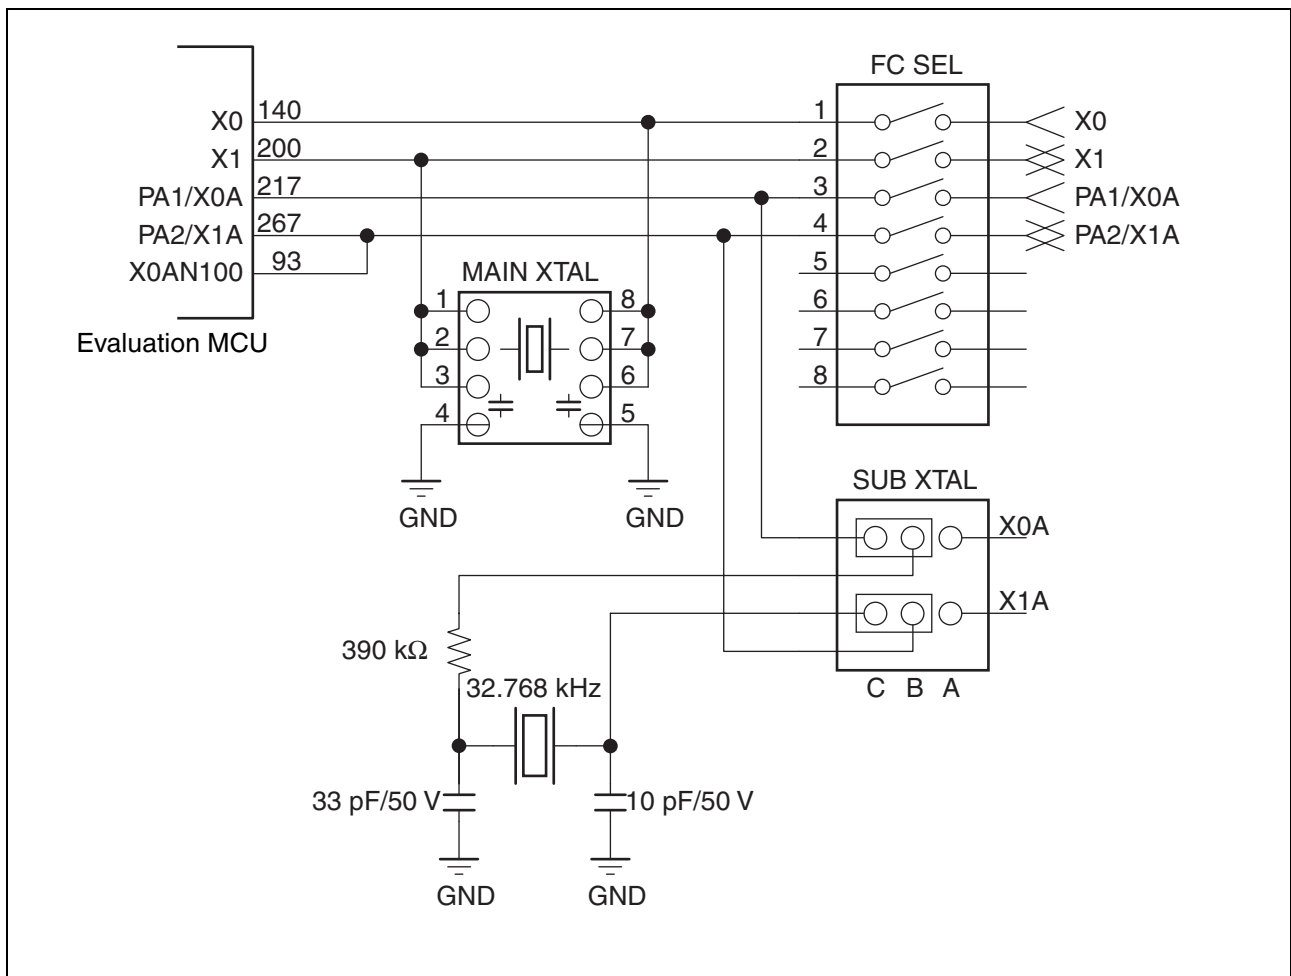 FC SEL
X0 140 1 X0
X1 200 2 X1
PA1/X0A 217 3 PA1/X0A
PA2/X1A 267 4 PA2/X1A
X0AN100 93 5
MAIN XTAL
1 8 6
Evaluation MCU 2 7 7
3 6 8
4 5
GND GND
SUB XTAL
X0A
X1A
390 kΩ
C B A
32.768 kHz
33 pF/50 V 10 pF/50 V
GND GND